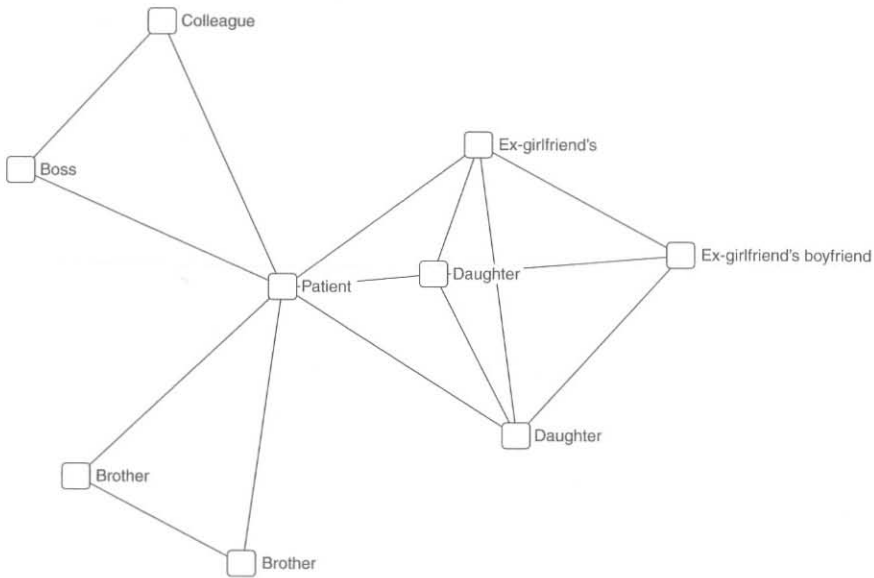 Colleague
Ex-girlfriend's
Boss
Ex-girlfriend's boyfriend
Daughter
Patient
Daughter
Brother
Brother